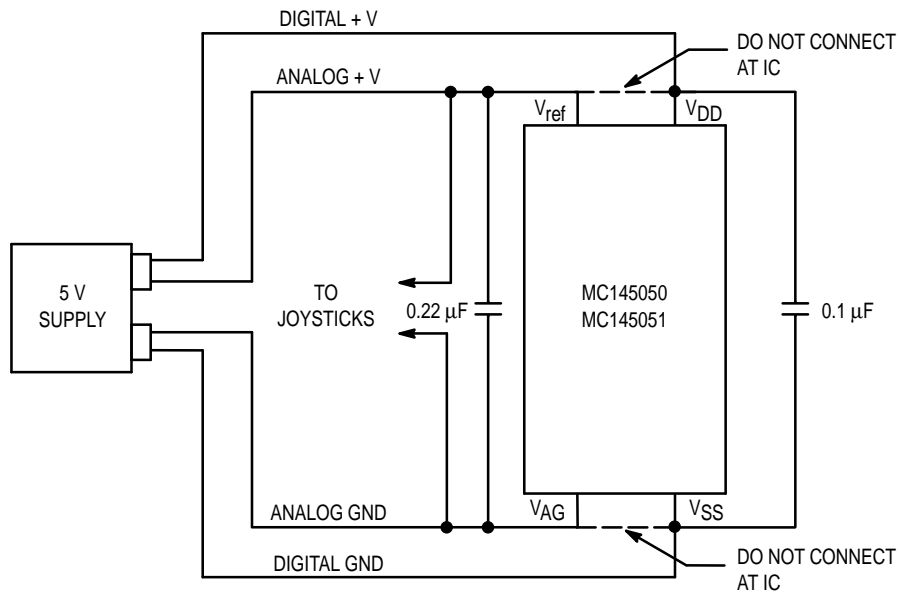 DIGITAL + V
DO NOT CONNECT
AT IC
ANALOG + V
Vref
VDD
5 V
SUPPLY
TO
JOYSTICKS
0.22 µF
MC145050
MC145051
0.1 µF
ANALOG GND
VAG
VSS
DIGITAL GND
DO NOT CONNECT
AT IC